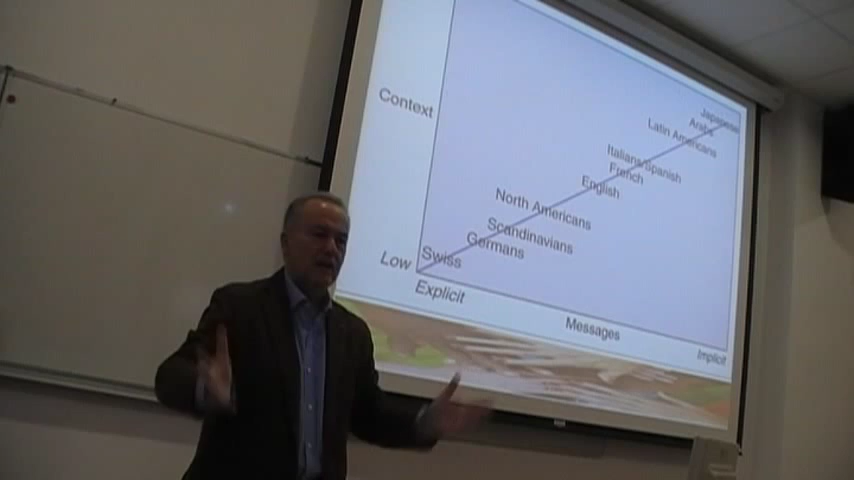 Context
Japanese
Arabs
Latin Americans
Italians/Spanish
French
English
North Americans
Scandinavians
Germans
Swiss
Low
Explicit
Messages
Implicit